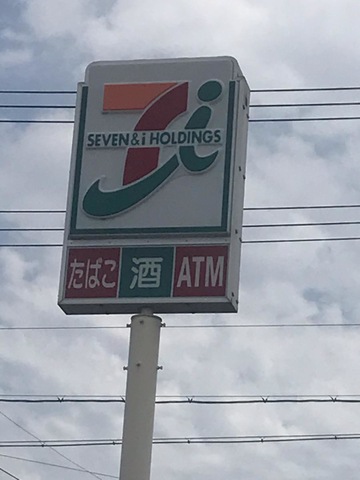 SEVEN & i HOLDINGS
たばこ 酒 ATM